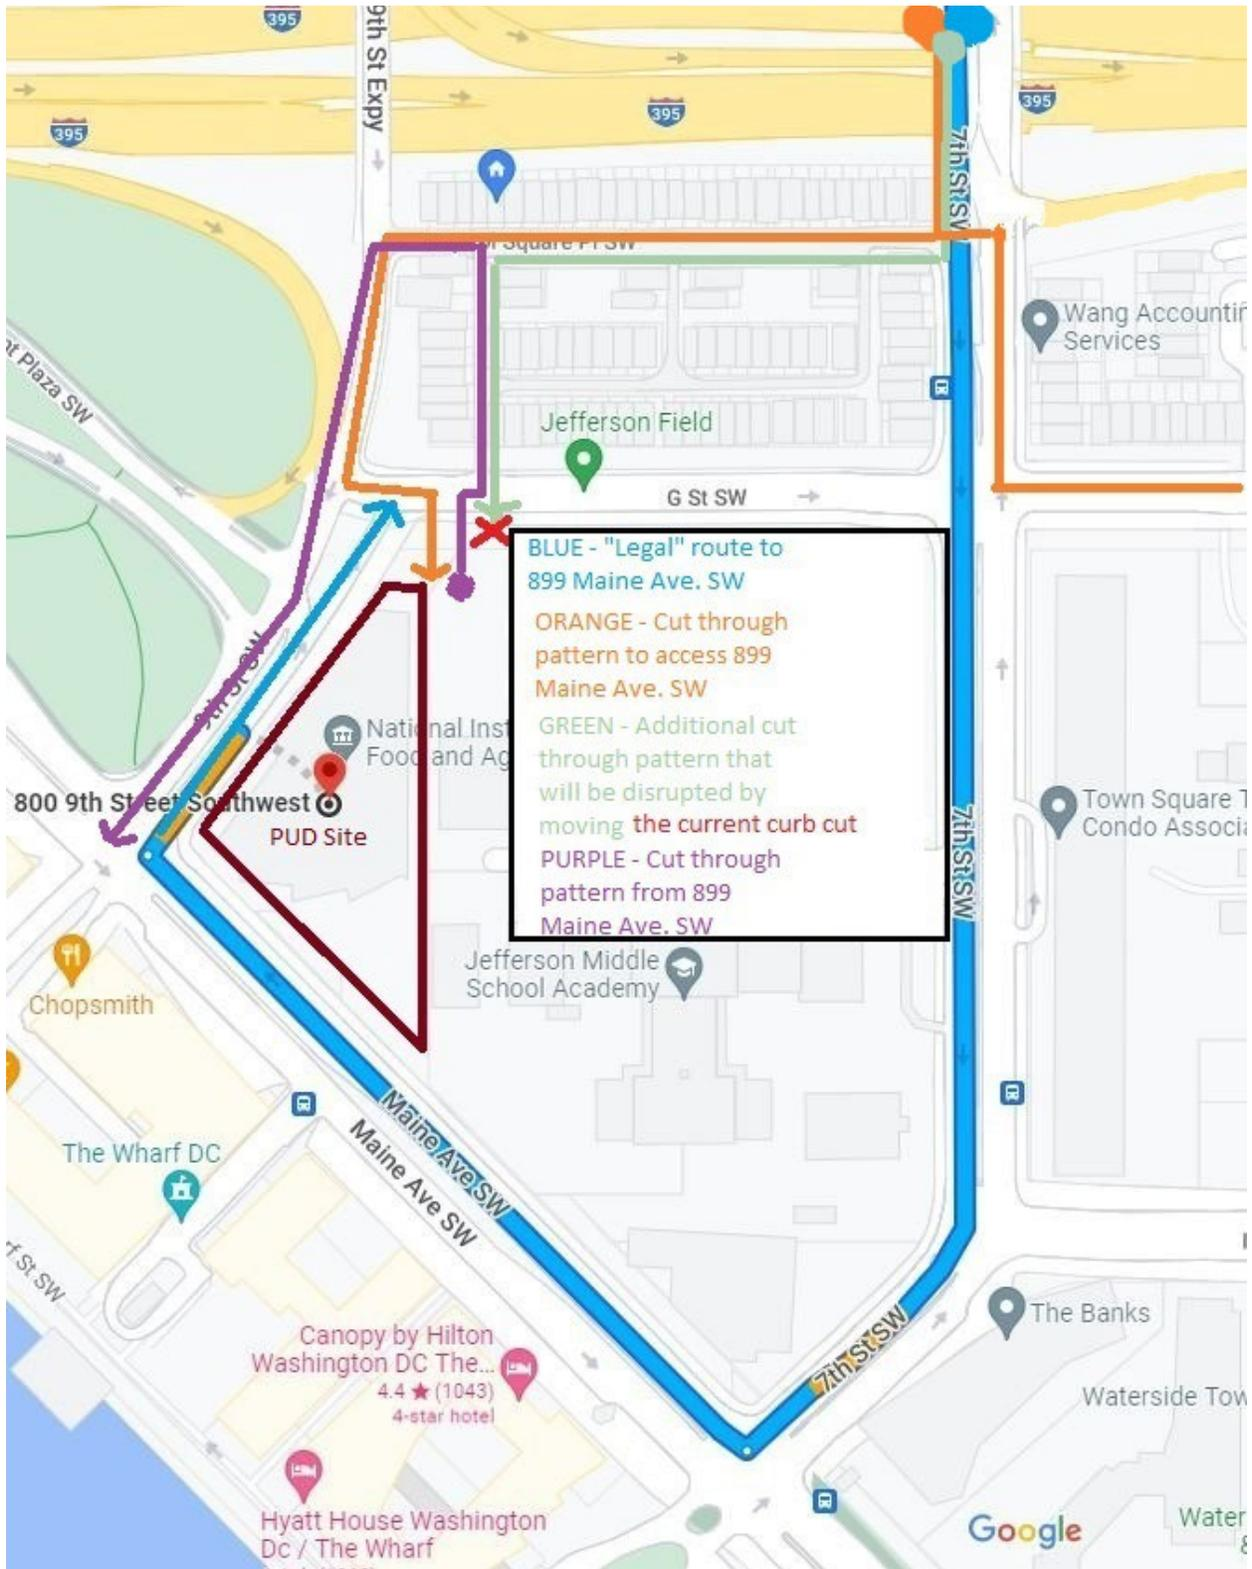 395
9th St Expy
395
395
395
7th St SW
ol Square Pl SW
Wang Accountin
Services
nt Plaza SW
Jefferson Field
G St SW
BLUE - "Legal" route to
899 Maine Ave. SW
ORANGE - Cut through
pattern to access 899
Maine Ave. SW
GREEN - Additional cut
through pattern that
will be disrupted by
moving the current curb cut
PURPLE - Cut through
pattern from 899
Maine Ave. SW
9th St SW
National Inst
Food and Ag
800 9th Street Southwest
PUD Site
Town Square T
Condo Associa
7th St SW
Jefferson Middle
School Academy
Chopsmith
Maine Ave SW
Maine Ave SW
The Wharf DC
rf St SW
The Banks
7th St SW
Canopy by Hilton
Washington DC The...
4.4 ★ (1043)
4-star hotel
Waterside Tow
Hyatt House Washington
Dc / The Wharf
Google
Water